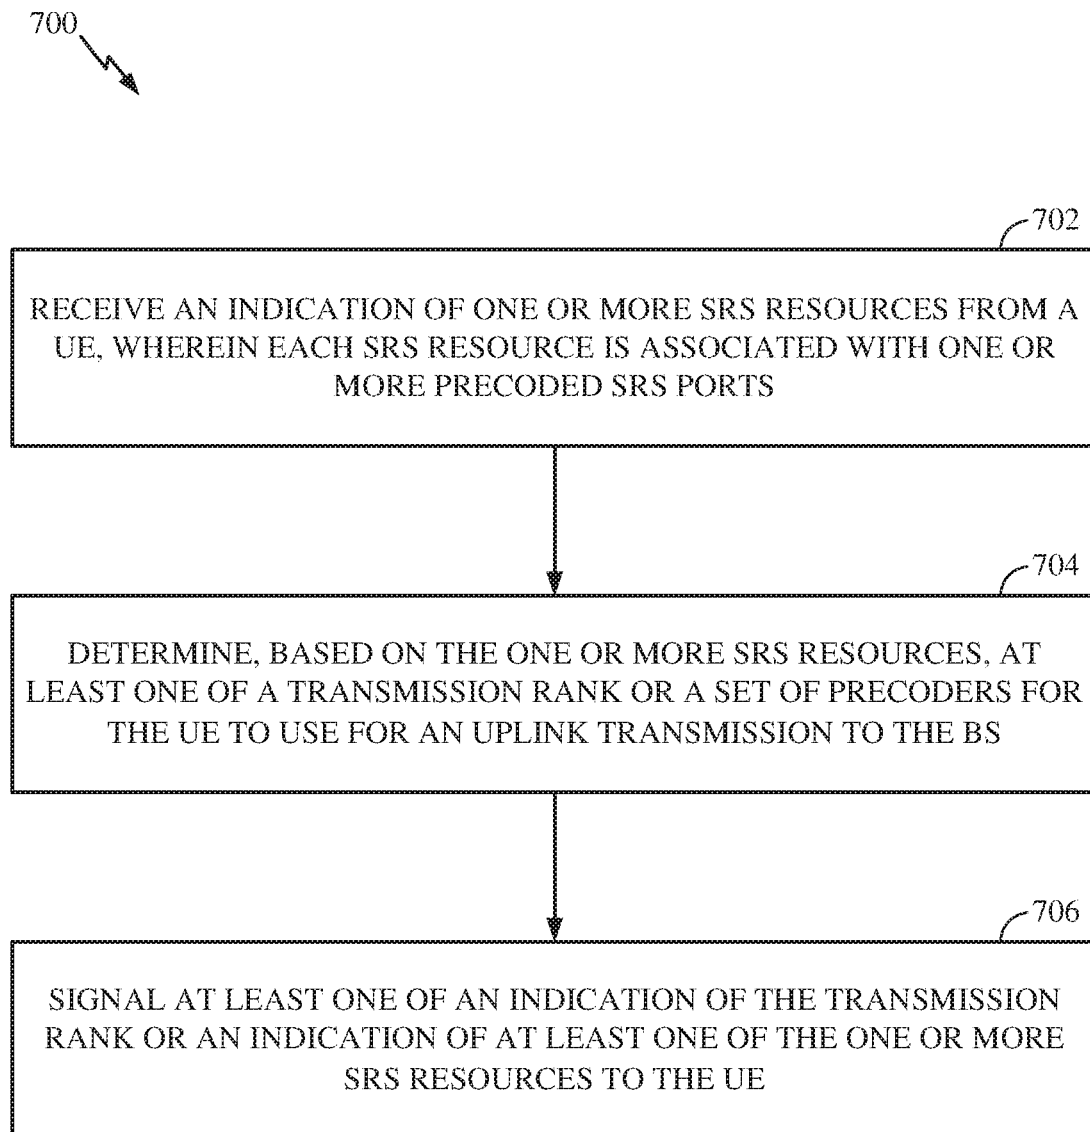 700
702
RECEIVE AN INDICATION OF ONE OR MORE SRS RESOURCES FROM A
UE, WHEREIN EACH SRS RESOURCE IS ASSOCIATED WITH ONE OR
MORE PRECODED SRS PORTS
704
DETERMINE, BASED ON THE ONE OR MORE SRS RESOURCES, AT
LEAST ONE OF A TRANSMISSION RANK OR A SET OF PRECODERS FOR
THE UE TO USE FOR AN UPLINK TRANSMISSION TO THE BS
706
SIGNAL AT LEAST ONE OF AN INDICATION OF THE TRANSMISSION
RANK OR AN INDICATION OF AT LEAST ONE OF THE ONE OR MORE
SRS RESOURCES TO THE UE